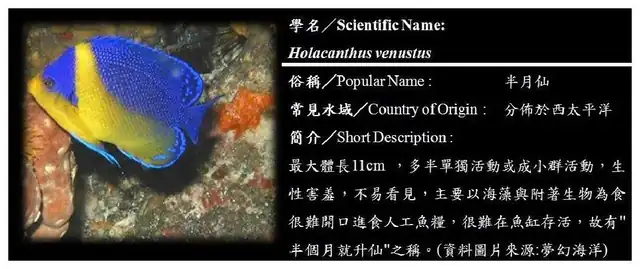 學名／Scientific Name:
Holacanthus venustus
俗稱／Popular Name : 半月仙
常見水域／Country of Origin : 分佈於西太平洋
簡介／Short Description :
最大體長11cm ，多半單獨活動或成小群活動，生
性害羞，不易看見，主要以海藻與附著生物為食
很難開口進食人工魚糧，很難在魚缸存活，故有"
半個月就升仙"之稱。(資料圖片來源:夢幻海洋)